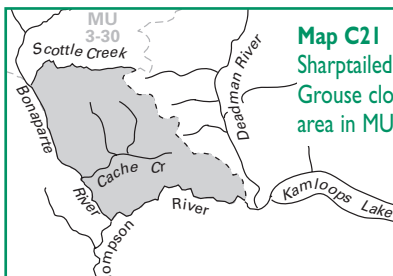 MU
3-30
Scottle Creek
Bonaparte
River
Cache Cr
River
Deadman River
Kamloops Lake
Map C21
Sharptailed
Grouse clo
area in MU